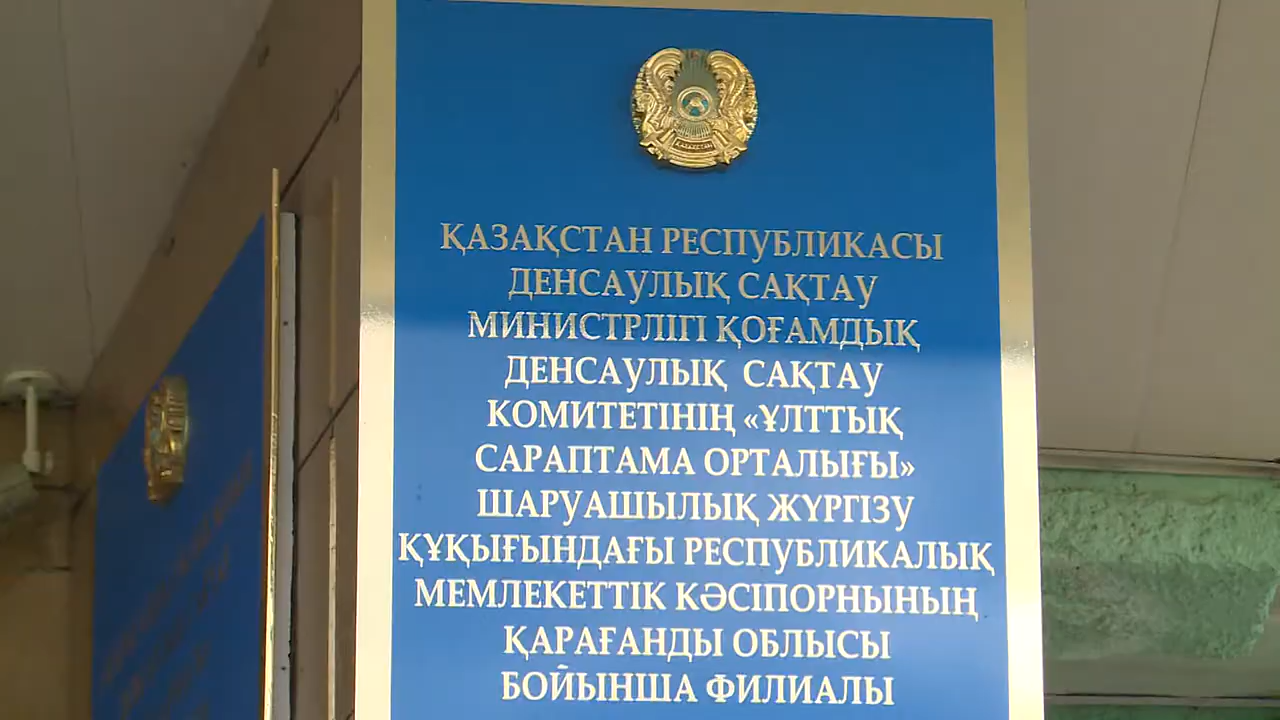 ҚАЗАҚСТАН
ҚАЗАҚСТАН РЕСПУБЛИКАСЫ
ДЕНСАУЛЫҚ САҚТАУ
МИНИСТРЛІГІ ҚОҒАМДЫҚ
ДЕНСАУЛЫҚ САҚТАУ
КОМИТЕТІНІҢ «ҰЛТТЫҚ
САРАПТАМА ОРТАЛЫҒЫ»
ШАРУАШЫЛЫҚ ЖҮРГІЗУ
ҚҰҚЫҒЫНДАҒЫ РЕСПУБЛИКАЛЫҚ
МЕМЛЕКЕТТІК КӘСІПОРНЫНЫҢ
ҚАРАҒАНДЫ ОБЛЫСЫ
БОЙЫНША ФИЛИАЛЫ